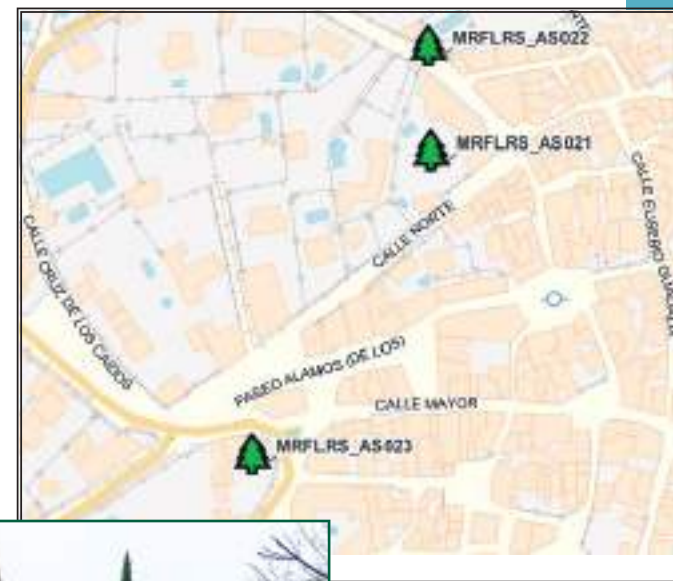 MRFLRS_AS022
MRFLRS_AS021
CALLE NORTE
CALLE CRUZ DE LOS CAIDOS
PASEO ALAMOS (DE LOS)
CALLE MAYOR
MRFLRS_AS023
CALLE EUSEBIO